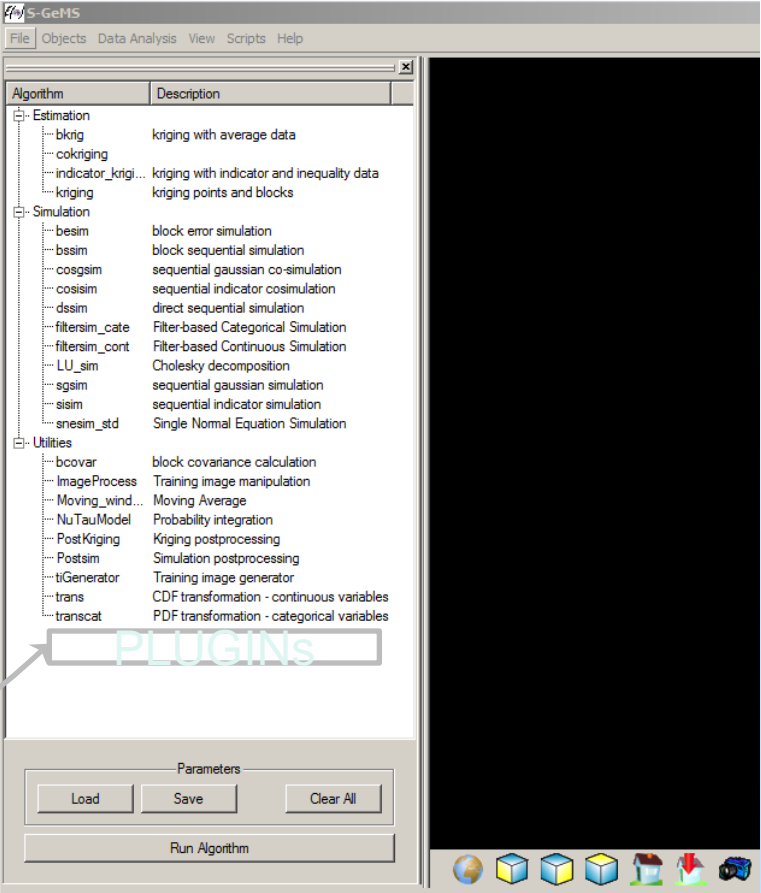 S-GeMS
File Objects Data Analysis View Scripts Help
Algorithm Description
Estimation
bkrig kriging with average data
cokriging
indicator_krigi... kriging with indicator and inequality data
kriging kriging points and blocks
Simulation
besim block error simulation
bssim block sequential simulation
cosgsim sequential gaussian co-simulation
cosisim sequential indicator cosimulation
dssim direct sequential simulation
filtersim_cate Filter-based Categorical Simulation
filtersim_cont Filter-based Continuous Simulation
LU_sim Cholesky decomposition
sgsim sequential gaussian simulation
sisim sequential indicator simulation
snesim_std Single Normal Equation Simulation
Utilities
bcovar block covariance calculation
ImageProcess Training image manipulation
Moving_wind... Moving Average
NuTauModel Probability integration
PostKriging Kriging postprocessing
Postsim Simulation postprocessing
tiGenerator Training image generator
trans CDF transformation - continuous variables
transcat PDF transformation - categorical variables
PLUGINs
Parameters
Load Save Clear All
Run Algorithm